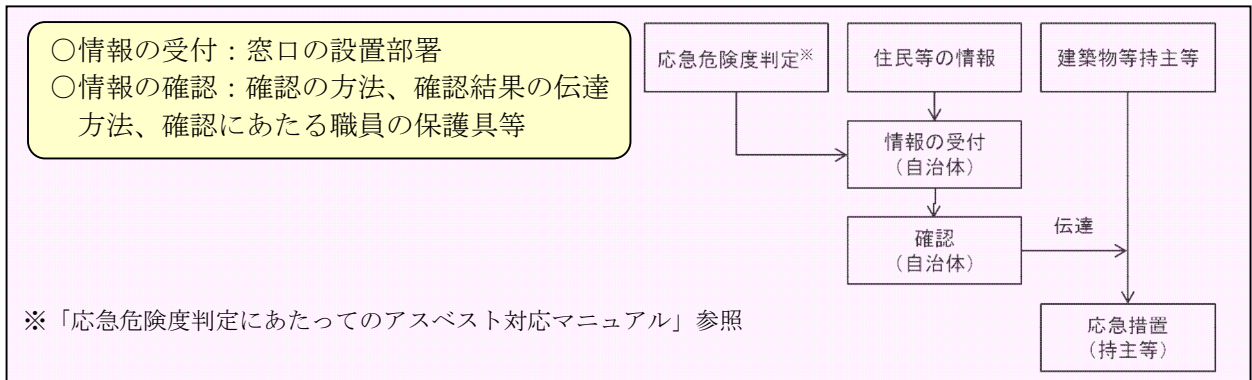 ○情報の受付:窓口の設置部署
○情報の確認:確認の方法、確認結果の伝達
方法、確認にあたる職員の保護具等
応急危険度判定※
住民等の情報
建築物等持主等
情報の受付
(自治体)
確認
(自治体)
伝達
応急措置
(持主等)
※「応急危険度判定にあたってのアスベスト対応マニュアル」参照